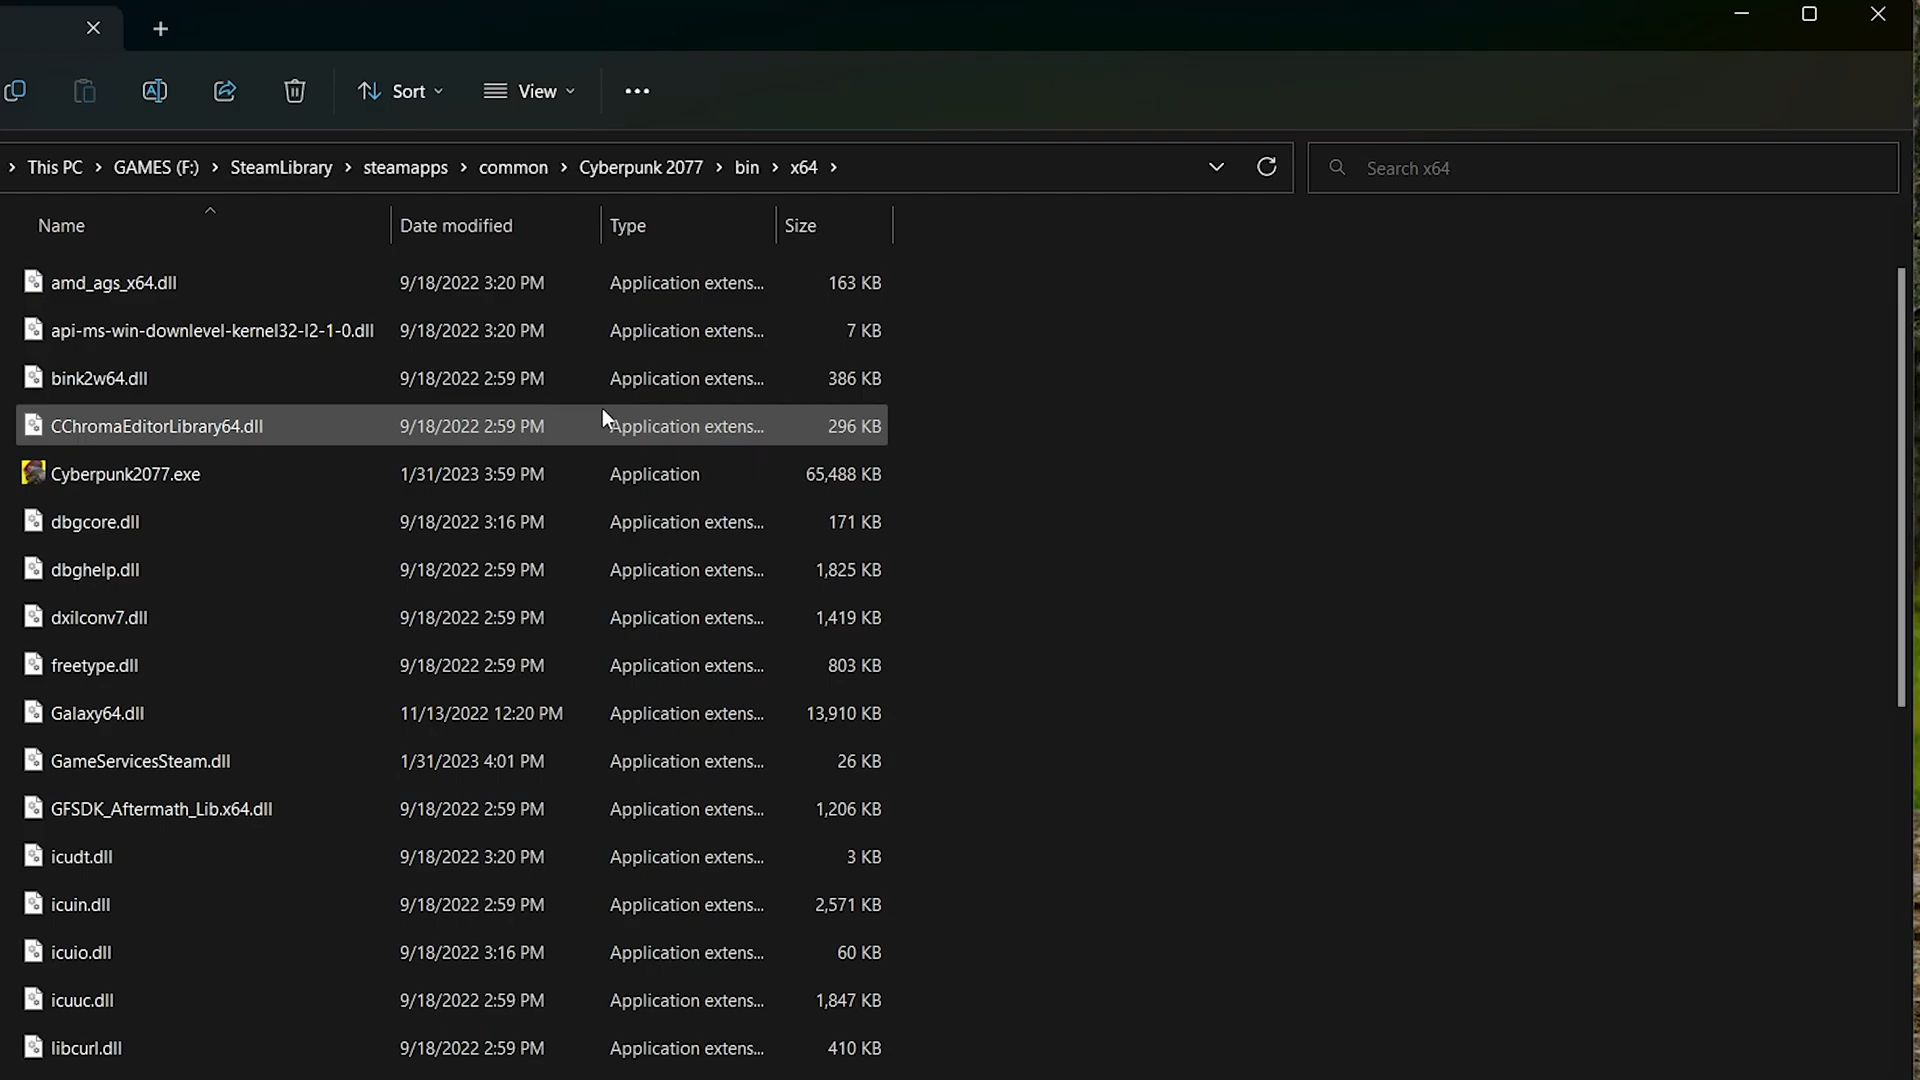 Sort View
This PC GAMES (F:) SteamLibrary steamapps common Cyberpunk 2077 bin x64 Search x64
Name Date modified Type Size
amd_ags_x64.dll 9/18/2022 3:20 PM Application extens... 163 KB
api-ms-win-downlevel-kernel32-l2-1-0.dll 9/18/2022 3:20 PM Application extens... 7 KB
bink2w64.dll 9/18/2022 2:59 PM Application extens... 386 KB
CChromaEditorLibrary64.dll 9/18/2022 2:59 PM Application extens... 296 KB
Cyberpunk2077.exe 1/31/2023 3:59 PM Application 65,488 KB
dbgcore.dll 9/18/2022 3:16 PM Application extens... 171 KB
dbghelp.dll 9/18/2022 2:59 PM Application extens... 1,825 KB
dxilconv7.dll 9/18/2022 2:59 PM Application extens... 1,419 KB
freetype.dll 9/18/2022 2:59 PM Application extens... 803 KB
Galaxy64.dll 11/13/2022 12:20 PM Application extens... 13,910 KB
GameServicesSteam.dll 1/31/2023 4:01 PM Application extens... 26 KB
GFSDK_Aftermath_Lib.x64.dll 9/18/2022 2:59 PM Application extens... 1,206 KB
icudt.dll 9/18/2022 3:20 PM Application extens... 3 KB
icuin.dll 9/18/2022 2:59 PM Application extens... 2,571 KB
icuio.dll 9/18/2022 3:16 PM Application extens... 60 KB
icuuc.dll 9/18/2022 2:59 PM Application extens... 1,847 KB
libcurl.dll 9/18/2022 2:59 PM Application extens... 410 KB